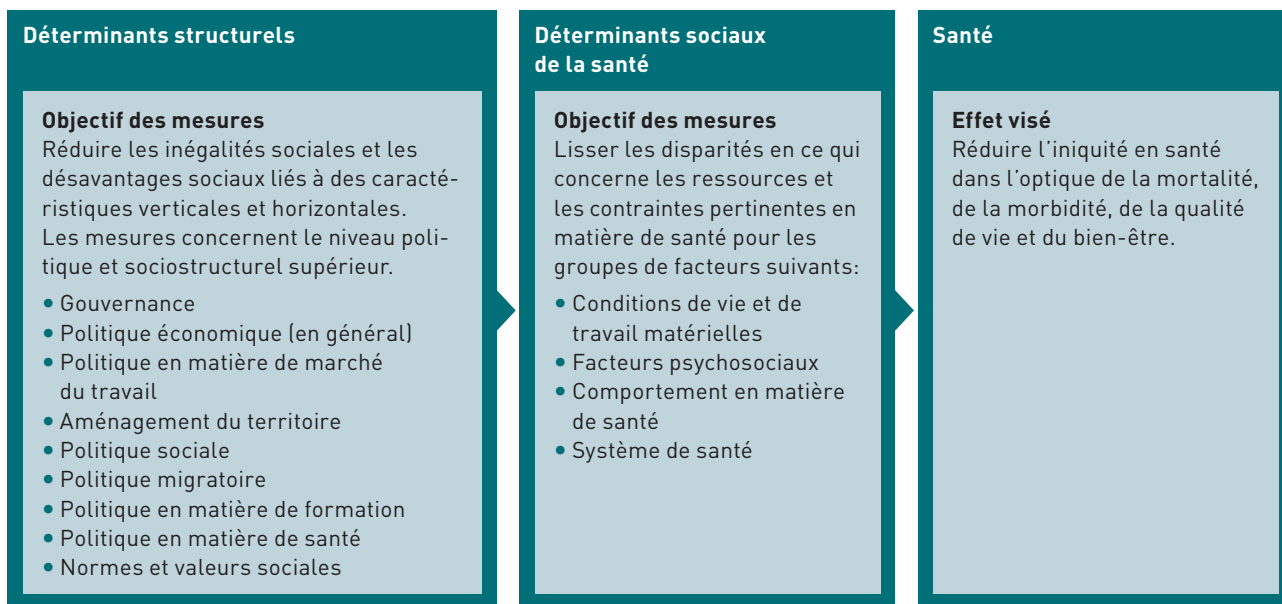 Déterminants structurels
Objectif des mesures
Réduire les inégalités sociales et les
désavantages sociaux liés à des caracté-
ristiques verticales et horizontales.
Les mesures concernent le niveau poli-
tique et sociostructurel supérieur.
• Gouvernance
• Politique économique (en général)
• Politique en matière de marché
du travail
• Aménagement du territoire
• Politique sociale
• Politique migratoire
• Politique en matière de formation
• Politique en matière de santé
• Normes et valeurs sociales
Déterminants sociaux
de la santé
Objectif des mesures
Lisser les disparités en ce qui
concerne les ressources et
les contraintes pertinentes en
matière de santé pour les
groupes de facteurs suivants:
• Conditions de vie et de
travail matérielles
• Facteurs psychosociaux
• Comportement en matière
de santé
• Système de santé
Santé
Effet visé
Réduire l’iniquité en santé
dans l’optique de la mortalité,
de la morbidité, de la qualité
de vie et du bien-être.